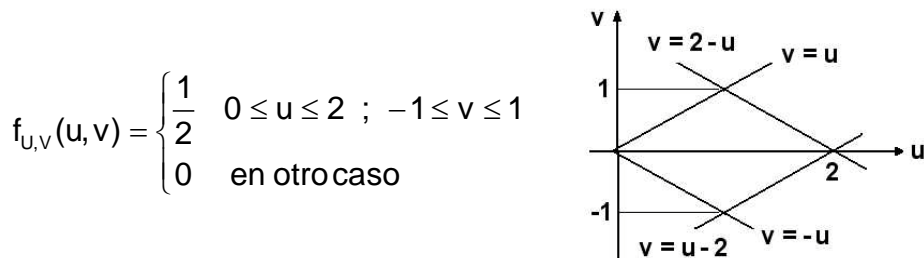 f_{U,V}(u,v) = { 1/2   0 ≤ u ≤ 2 ; −1 ≤ v ≤ 1
0   en otro caso
v
v = 2 - u
v = u
1
u
2
-1
v = u - 2
v = -u